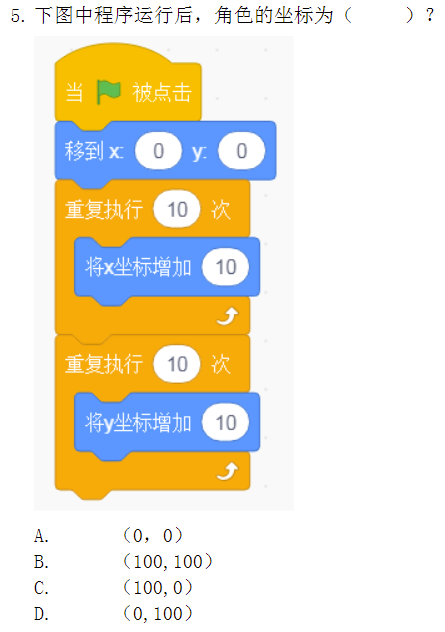 5. 下图中程序运行后，角色的坐标为（    ）？
当 被点击
移到 x: 0 y: 0
重复执行 10 次
将x坐标增加 10
重复执行 10 次
将y坐标增加 10
A. （0，0）
B. （100,100）
C. （100,0）
D. （0,100）